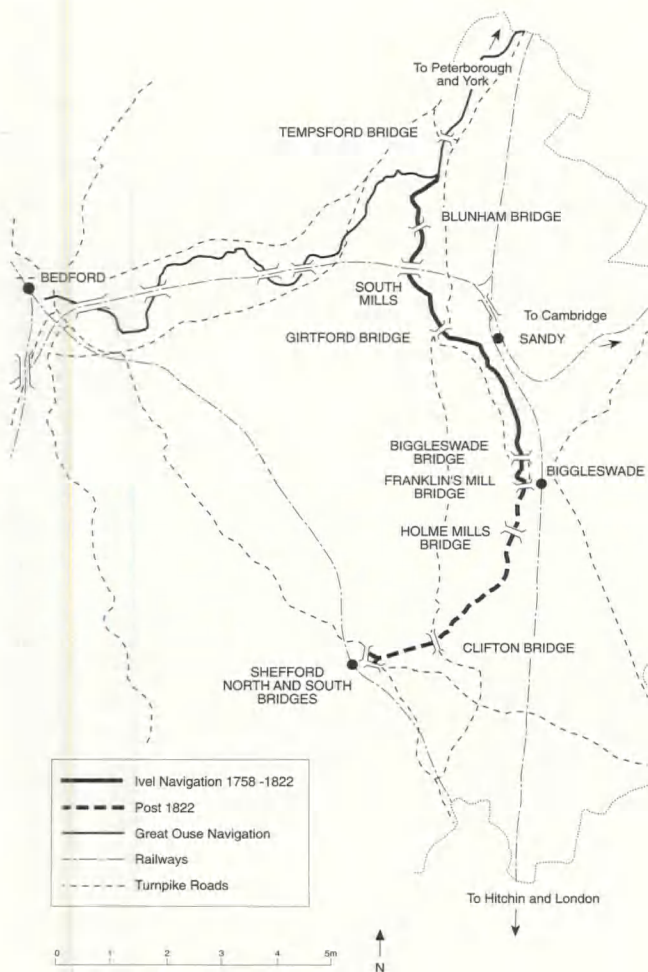 To Peterborough
and York
TEMPSFORD BRIDGE
BLUNHAM BRIDGE
BEDFORD
SOUTH
MILLS
To Cambridge
GIRTFORD BRIDGE
SANDY
BIGGLESWADE
BRIDGE
FRANKLIN'S MILL
BRIDGE
BIGGLESWADE
HOLME MILLS
BRIDGE
CLIFTON BRIDGE
SHEFFORD
NORTH AND SOUTH
BRIDGES
Ivel Navigation 1758 -1822
Post 1822
Great Ouse Navigation
Railways
Turnpike Roads
To Hitchin and London
0 1 2 3 4 5m
N